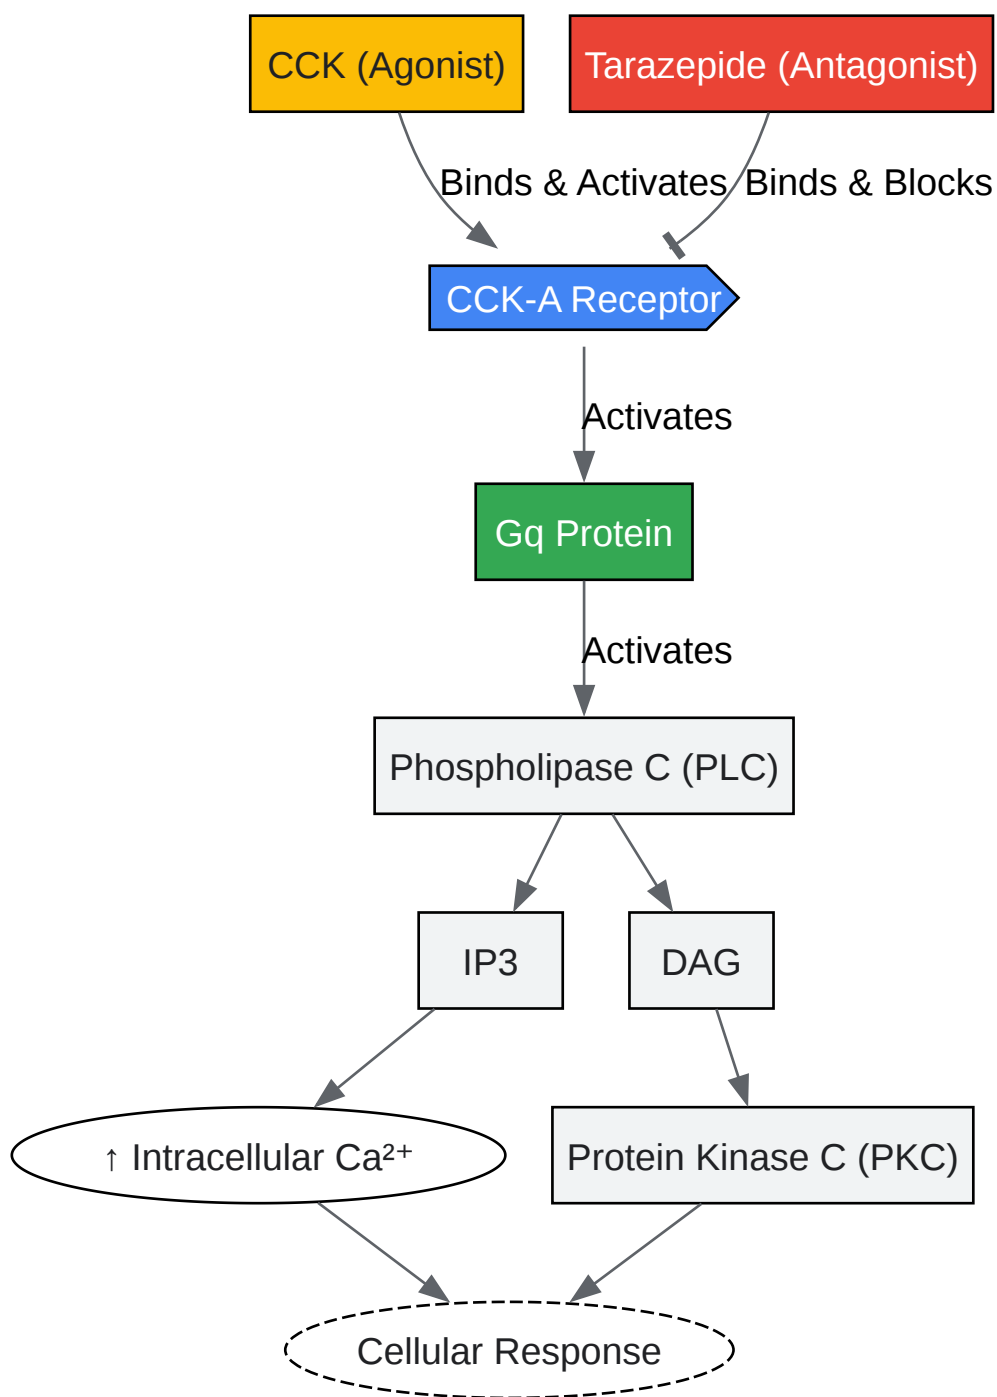 CCK (Agonist)
Tarazepide (Antagonist)
Binds & Activates
Binds & Blocks
CCK-A Receptor
Activates
Gq Protein
Activates
Phospholipase C (PLC)
IP3
DAG
↑ Intracellular Ca²⁺
Protein Kinase C (PKC)
Cellular Response